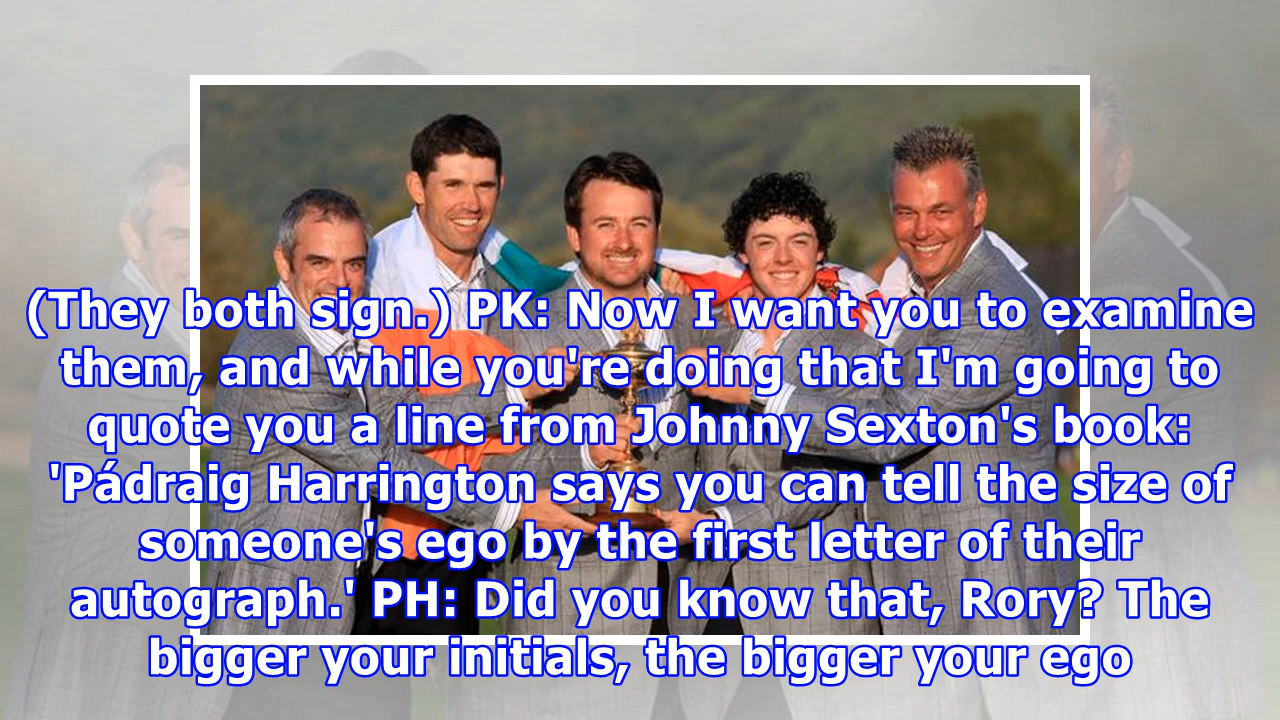 (They both sign.) PK: Now I want you to examine
them, and while you're doing that I'm going to
quote you a line from Johnny Sexton's book:
'Pádraig Harrington says you can tell the size of
someone's ego by the first letter of their
autograph.' PH: Did you know that, Rory? The
bigger your initials, the bigger your ego